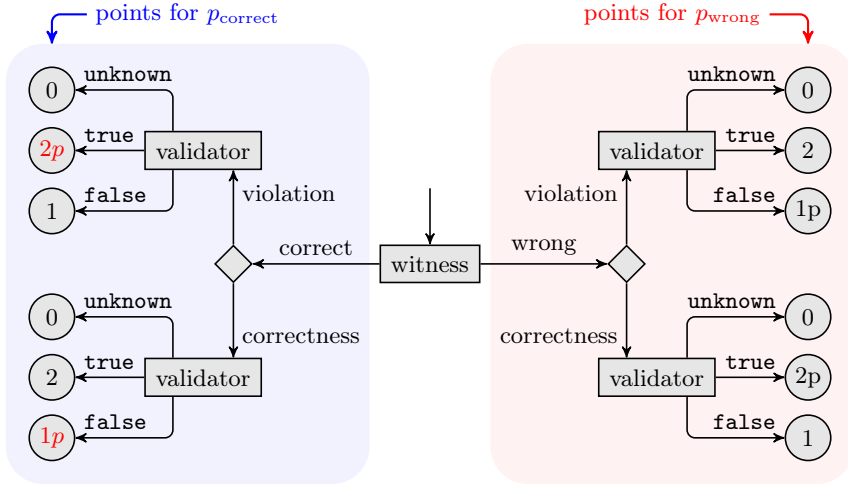 points for p_correct
points for p_wrong
unknown
0
true
2p
validator
false
1
violation
correct
correctness
unknown
0
true
2
validator
false
1p
witness
wrong
unknown
0
true
2
validator
false
1p
violation
correctness
unknown
0
true
2p
validator
false
1